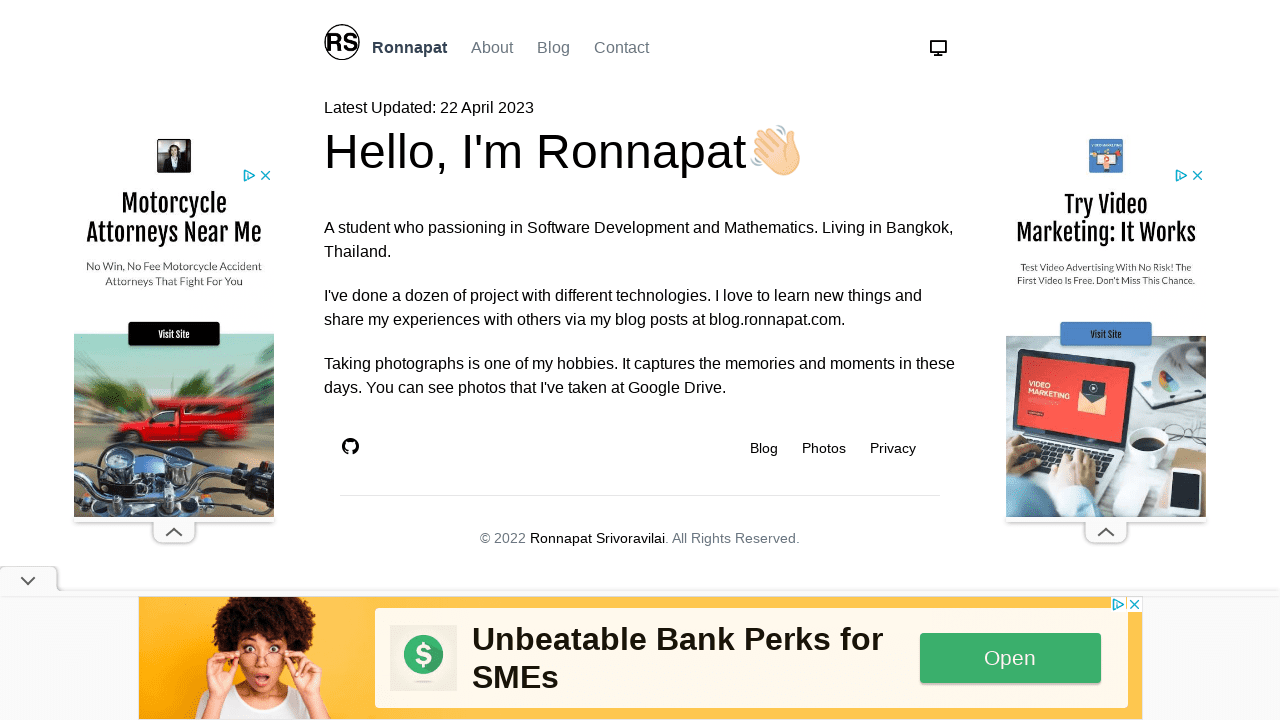 RS Ronnapat About Blog Contact
Latest Updated: 22 April 2023
Hello, I'm Ronnapat
A student who passioning in Software Development and Mathematics. Living in Bangkok,
Thailand.
I've done a dozen of project with different technologies. I love to learn new things and
share my experiences with others via my blog posts at blog.ronnapat.com.
Taking photographs is one of my hobbies. It captures the memories and moments in these
days. You can see photos that I've taken at Google Drive.
Blog Photos Privacy
© 2022 Ronnapat Srivoravilai. All Rights Reserved.
Motorcycle
Attorneys Near Me
No Win, No Fee Motorcycle Accident
Attorneys That Fight For You
Visit Site
Try Video
Marketing: It Works
Test Video Advertising With No Risk! The
First Video Is Free. Don't Miss This Chance.
Visit Site
VIDEO
MARKETING
Unbeatable Bank Perks for
SMEs
$
Open